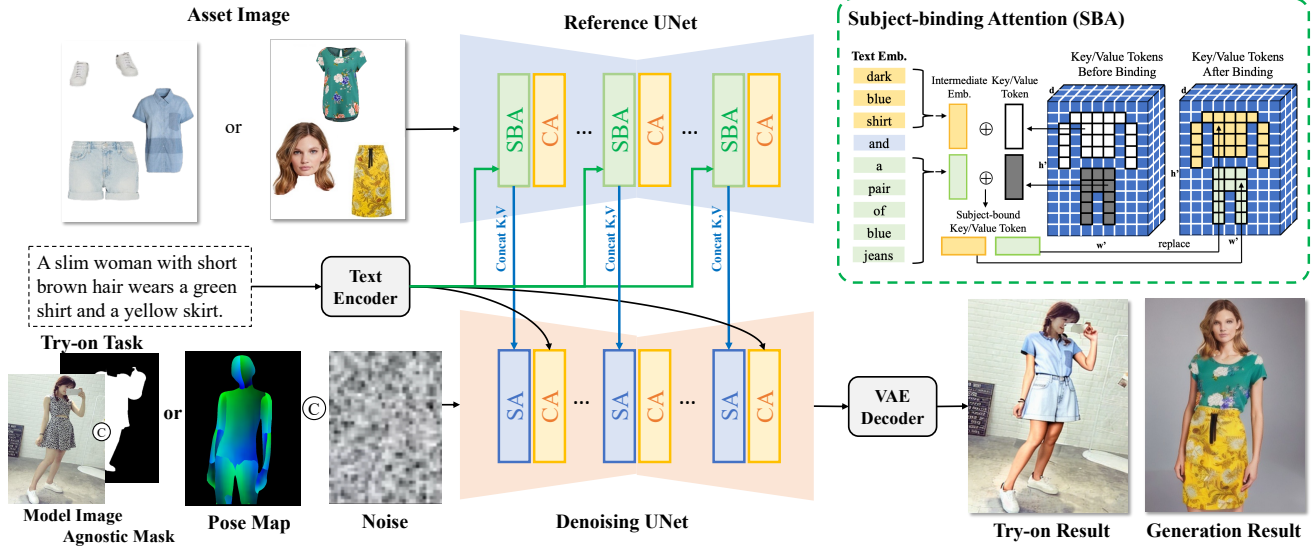 Asset Image
or
Reference UNet
SBA
CA
...
SBA
CA
...
SBA
CA
Concat K,V
Concat K,V
Concat K,V
A slim woman with short
brown hair wears a green
shirt and a yellow skirt.
Text
Encoder
Try-on Task
C
or
C
Model Image
Agnostic Mask
Pose Map
Noise
SA
CA
...
SA
CA
...
SA
CA
Denoising UNet
VAE
Decoder
Try-on Result
Generation Result
Subject-binding Attention (SBA)
Text Emb.
dark
blue
shirt
and
a
pair
of
blue
jeans
Intermediate
Emb.
Key/Value
Token
Key/Value Tokens
Before Binding
Key/Value Tokens
After Binding
d
d
h'
h'
w'
w'
Subject-bound
Key/Value Token
replace